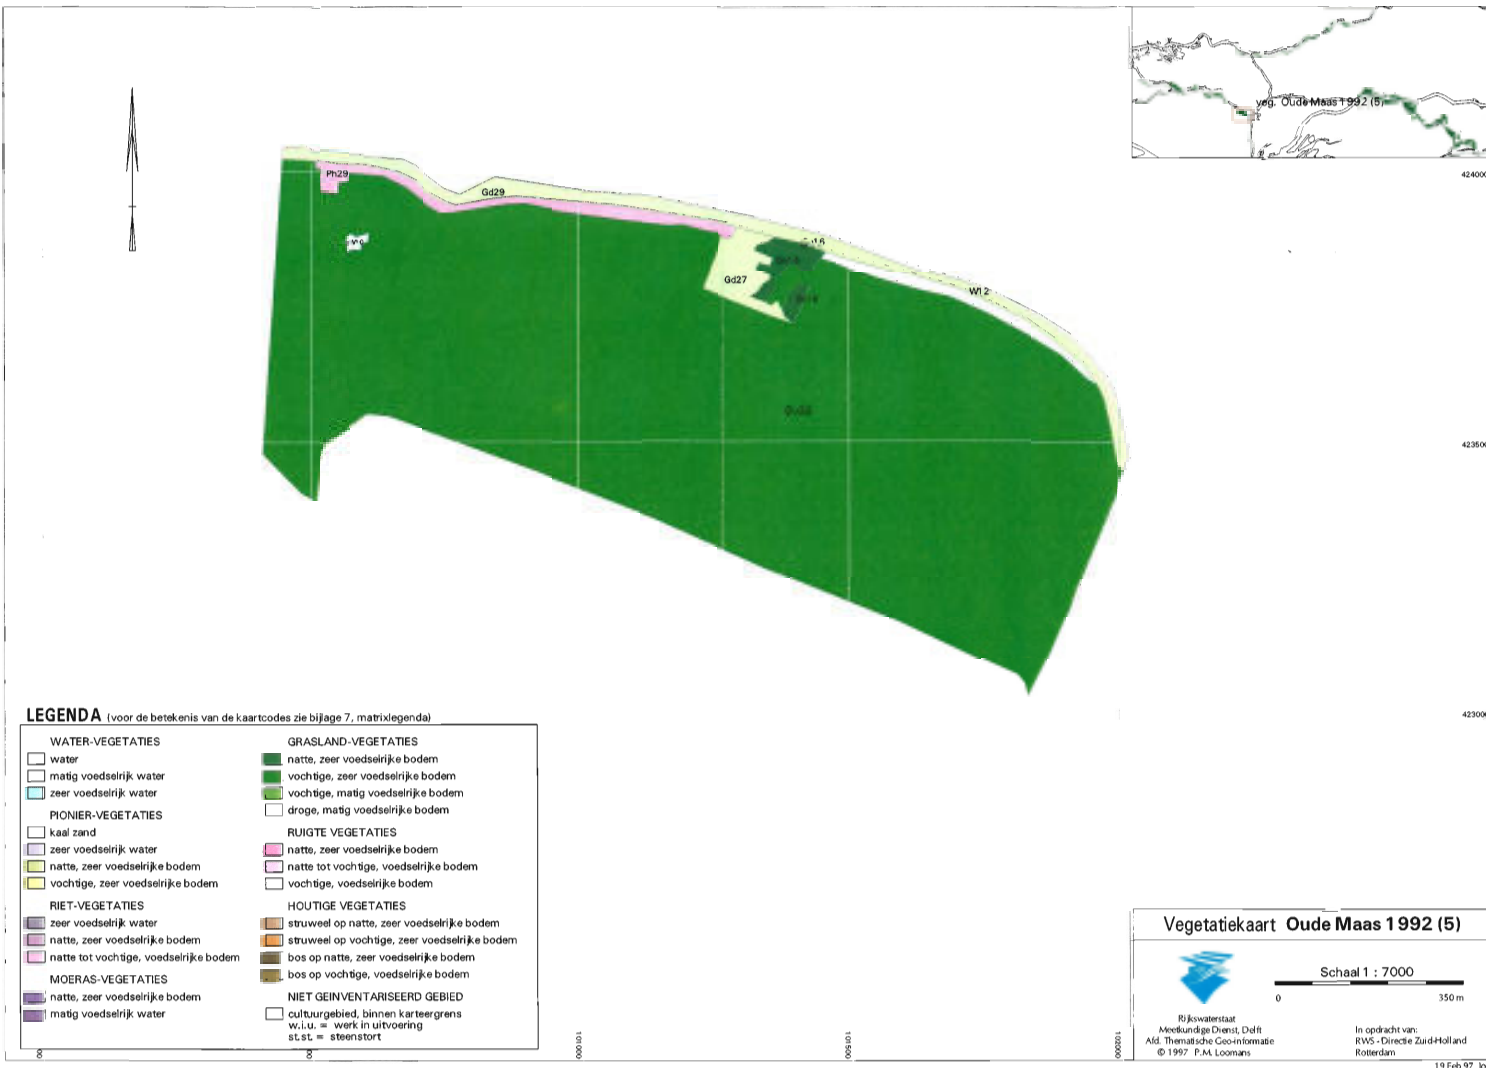 veg. Oude Maas 1992 (5)
424000
Ph29
Gd29
Gd27
W12
423500
423000
LEGENDA (voor de betekenis van de kaartcodes zie bijlage 7, matrixlegenda)
WATER-VEGETATIES
water
matig voedselrijk water
zeer voedselrijk water
PIONIER-VEGETATIES
kaal zand
zeer voedselrijk water
natte, zeer voedselrijke bodem
vochtige, zeer voedselrijke bodem
RIET-VEGETATIES
zeer voedselrijk water
natte, zeer voedselrijke bodem
natte tot vochtige, voedselrijke bodem
MOERAS-VEGETATIES
natte, zeer voedselrijke bodem
matig voedselrijk water
GRASLAND-VEGETATIES
natte, zeer voedselrijke bodem
vochtige, zeer voedselrijke bodem
vochtige, matig voedselrijke bodem
droge, matig voedselrijke bodem
RUIGTE VEGETATIES
natte, zeer voedselrijke bodem
natte tot vochtige, voedselrijke bodem
vochtige, voedselrijke bodem
HOUTIGE VEGETATIES
struweel op natte, zeer voedselrijke bodem
struweel op vochtige, zeer voedselrijke bodem
bos op natte, zeer voedselrijke bodem
bos op vochtige, voedselrijke bodem
NIET GEINVENTARISEERD GEBIED
cultuurgebied, binnen karteergrens
w.i.u. = werk in uitvoering
st.st. = steenstort
101000
101500
102000
Vegetatiekaart Oude Maas 1992 (5)
Schaal 1 : 7000
0 350 m
Rijkswaterstaat
Meetkundige Dienst, Delft
Afd. Thematische Geo-informatie
© 1997 P.M. Loomans
In opdracht van:
RWS - Directie Zuid-Holland
Rotterdam
19 Feb 97